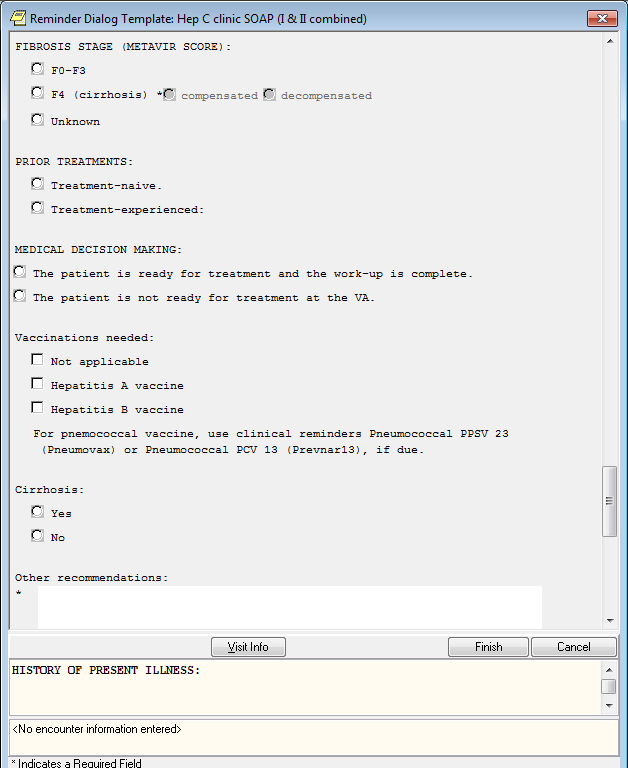 Reminder Dialog Template: Hep C clinic SOAP (I & II combined)
FIBROSIS STAGE (METAVIR SCORE):
F0-F3
F4 (cirrhosis) * compensated decompensated
Unknown
PRIOR TREATMENTS:
Treatment-naive.
Treatment-experienced:
MEDICAL DECISION MAKING:
The patient is ready for treatment and the work-up is complete.
The patient is not ready for treatment at the VA.
Vaccinations needed:
Not applicable
Hepatitis A vaccine
Hepatitis B vaccine
For pnemococcal vaccine, use clinical reminders Pneumococcal PPSV 23
(Pneumovax) or Pneumococcal PCV 13 (Prevnar13), if due.
Cirrhosis:
Yes
No
Other recommendations:
*
Visit Info Finish Cancel
HISTORY OF PRESENT ILLNESS:
<No encounter information entered>
* Indicates a Required Field